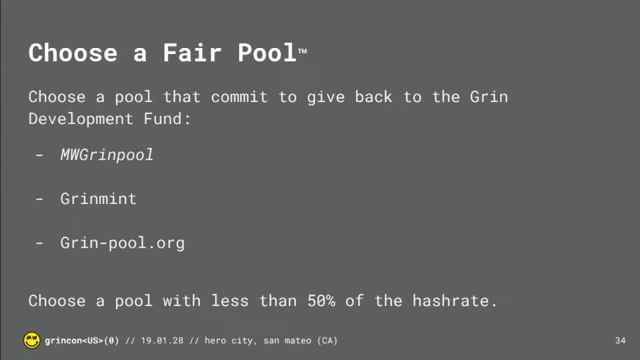 Choose a Fair Pool™
Choose a pool that commit to give back to the Grin
Development Fund:
- MWGrinpool
- Grinmint
- Grin-pool.org
Choose a pool with less than 50% of the hashrate.
grincon<US>(0) // 19.01.28 // hero city, san mateo (CA)
34